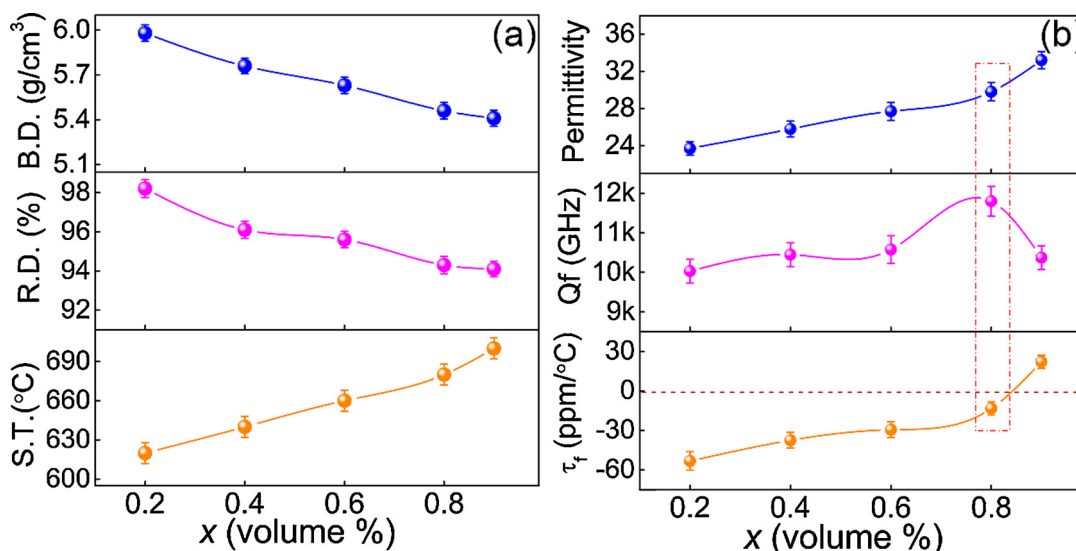 (a)
B.D. (g/cm³)
6.0
5.7
5.4
5.1
R.D. (%)
98
96
94
92
S.T.(°C)
690
660
630
600
0.2 0.4 0.6 0.8
x (volume %)
(b)
Permittivity
36
32
28
24
Qf (GHz)
12k
11k
10k
9k
τf (ppm/°C)
30
0
-30
-60
0.2 0.4 0.6 0.8
x (volume %)